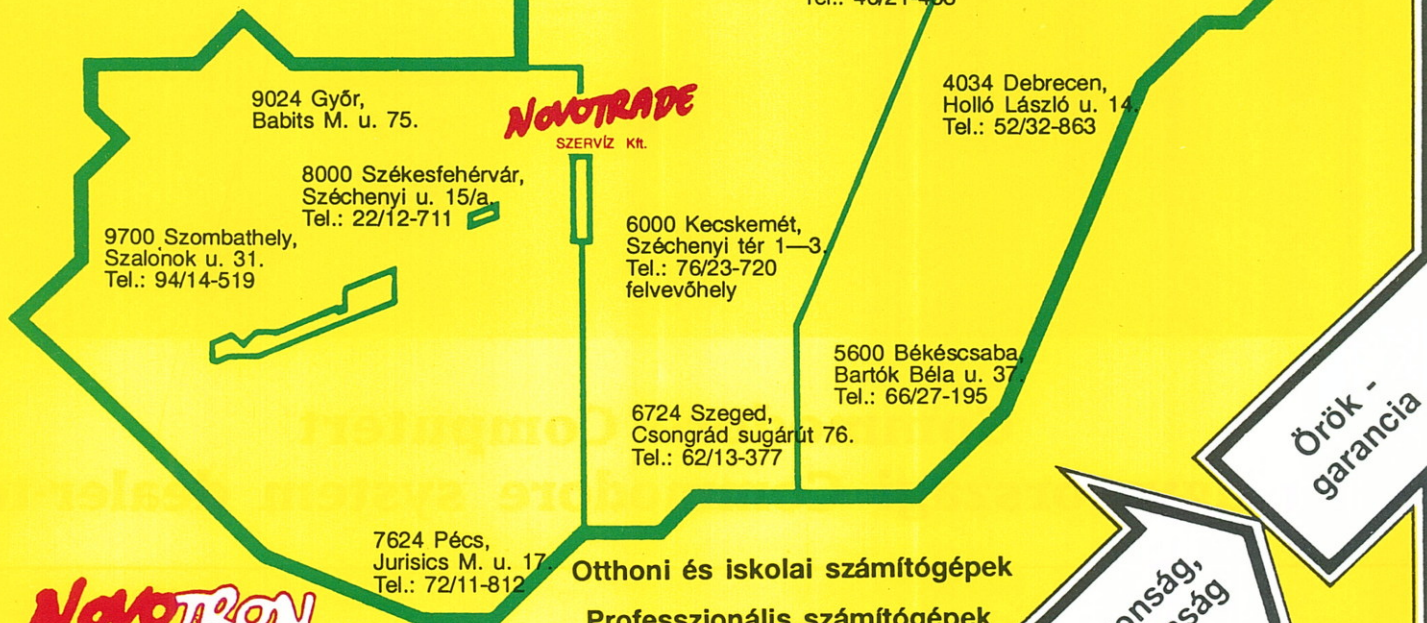 4034 Debrecen,
Holló László u. 14.
Tel.: 52/32-863
9024 Győr,
Babits M. u. 75.
NOVOTRADE
SZERVÍZ Kft.
8000 Székesfehérvár,
Széchenyi u. 15/a.
Tel.: 22/12-711
9700 Szombathely,
Szalónok u. 31.
Tel.: 94/14-519
6000 Kecskemét,
Széchenyi tér 1—3.
Tel.: 76/23-720
felvevőhely
5600 Békéscsaba,
Bartók Béla u. 37.
Tel.: 66/27-195
6724 Szeged,
Csongrád sugárút 76.
Tel.: 62/13-377
7624 Pécs,
Jurisics M. u. 17.
Tel.: 72/11-812
Örök -
garancia
Otthoni és iskolai számítógépek
Professzionális számítógépek
NOVOTRON